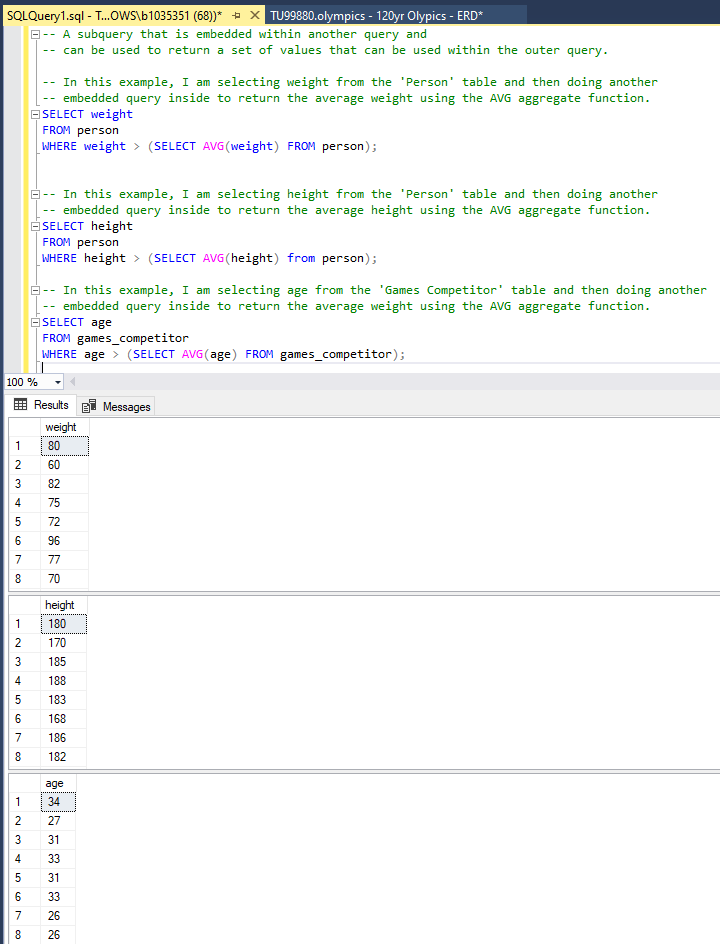 SQLQuery1.sql - T...OWS\b1035351 (68))* TU99880.olympics - 120yr Olypics - ERD*
-- A subquery that is embedded within another query and
-- can be used to return a set of values that can be used within the outer query.
-- In this example, I am selecting weight from the 'Person' table and then doing another
-- embedded query inside to return the average weight using the AVG aggregate function.
SELECT weight
FROM person
WHERE weight > (SELECT AVG(weight) FROM person);
-- In this example, I am selecting height from the 'Person' table and then doing another
-- embedded query inside to return the average height using the AVG aggregate function.
SELECT height
FROM person
WHERE height > (SELECT AVG(height) from person);
-- In this example, I am selecting age from the 'Games Competitor' table and then doing another
-- embedded query inside to return the average weight using the AVG aggregate function.
SELECT age
FROM games_competitor
WHERE age > (SELECT AVG(age) FROM games_competitor);
100 %
Results Messages
weight
1 80
2 60
3 82
4 75
5 72
6 96
7 77
8 70
height
1 180
2 170
3 185
4 188
5 183
6 168
7 186
8 182
age
1 34
2 27
3 31
4 33
5 31
6 33
7 26
8 26